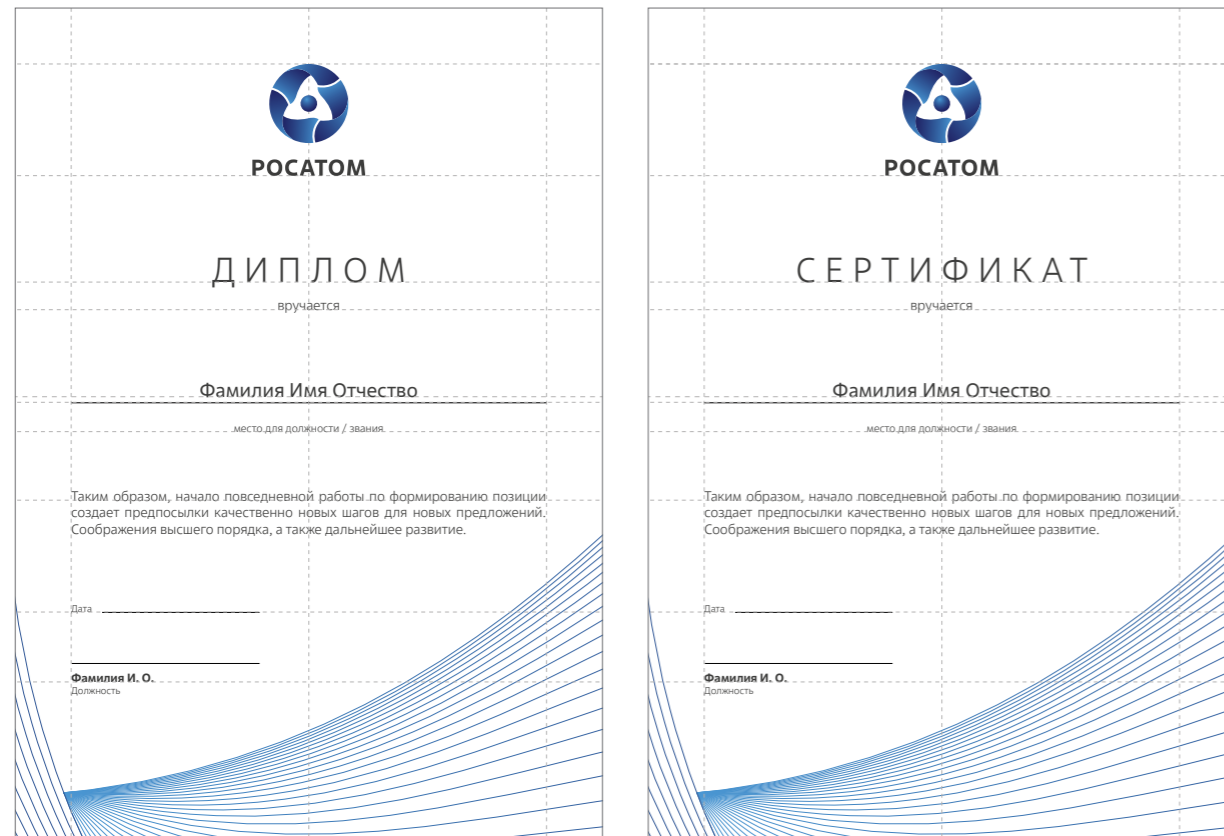 РОСАТОМ
ДИПЛОМ
вручается
Фамилия Имя Отчество
место для должности / звания
Таким образом, начало повседневной работы по формированию позиции
создает предпосылки качественно новых шагов для новых предложений.
Соображения высшего порядка, а также дальнейшее развитие.
Дата
Фамилия И. О.
Должность
РОСАТОМ
СЕРТИФИКАТ
вручается
Фамилия Имя Отчество
место для должности / звания
Таким образом, начало повседневной работы по формированию позиции
создает предпосылки качественно новых шагов для новых предложений.
Соображения высшего порядка, а также дальнейшее развитие.
Дата
Фамилия И. О.
Должность